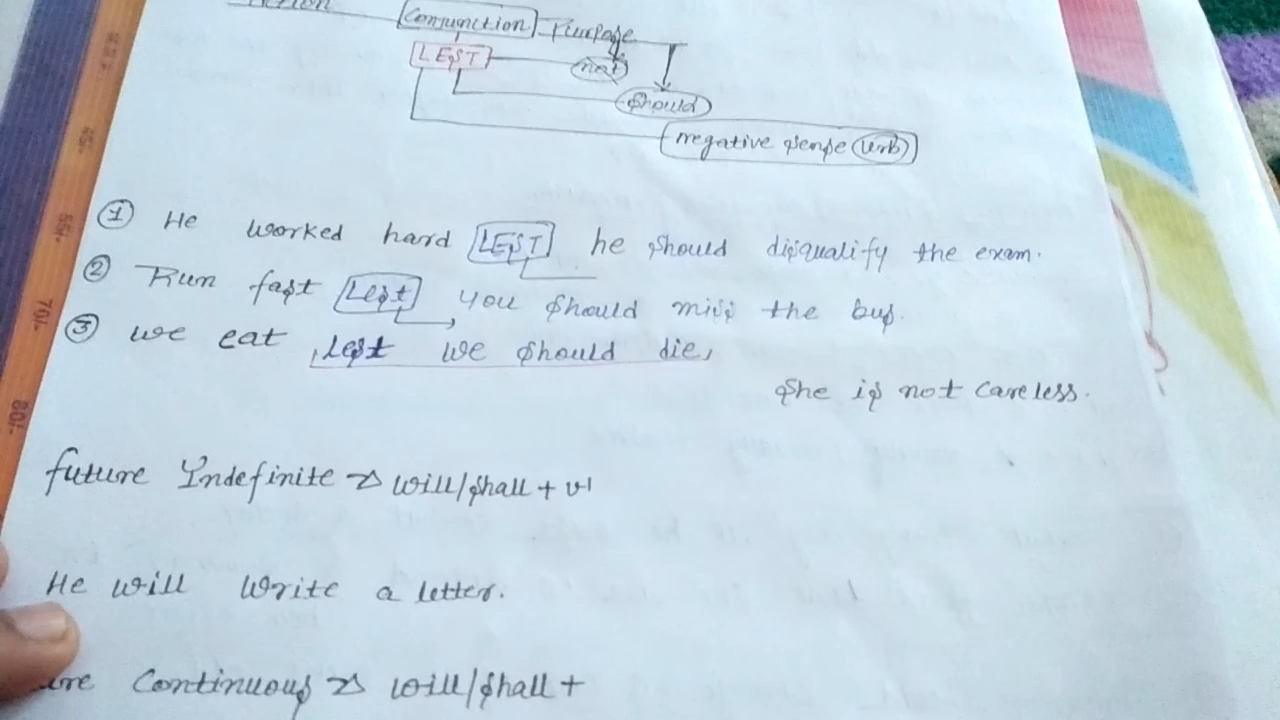 Conjunction Purpose
LEST not
should
negative sense verb
① He worked hard LEST he should disqualify the exam.
② Run fast Lest you should miss the bus.
③ we eat Lest we should die,
She is not careless.
future Indefinite → will/shall + v1
He will write a letter.
Continuous → will/shall +